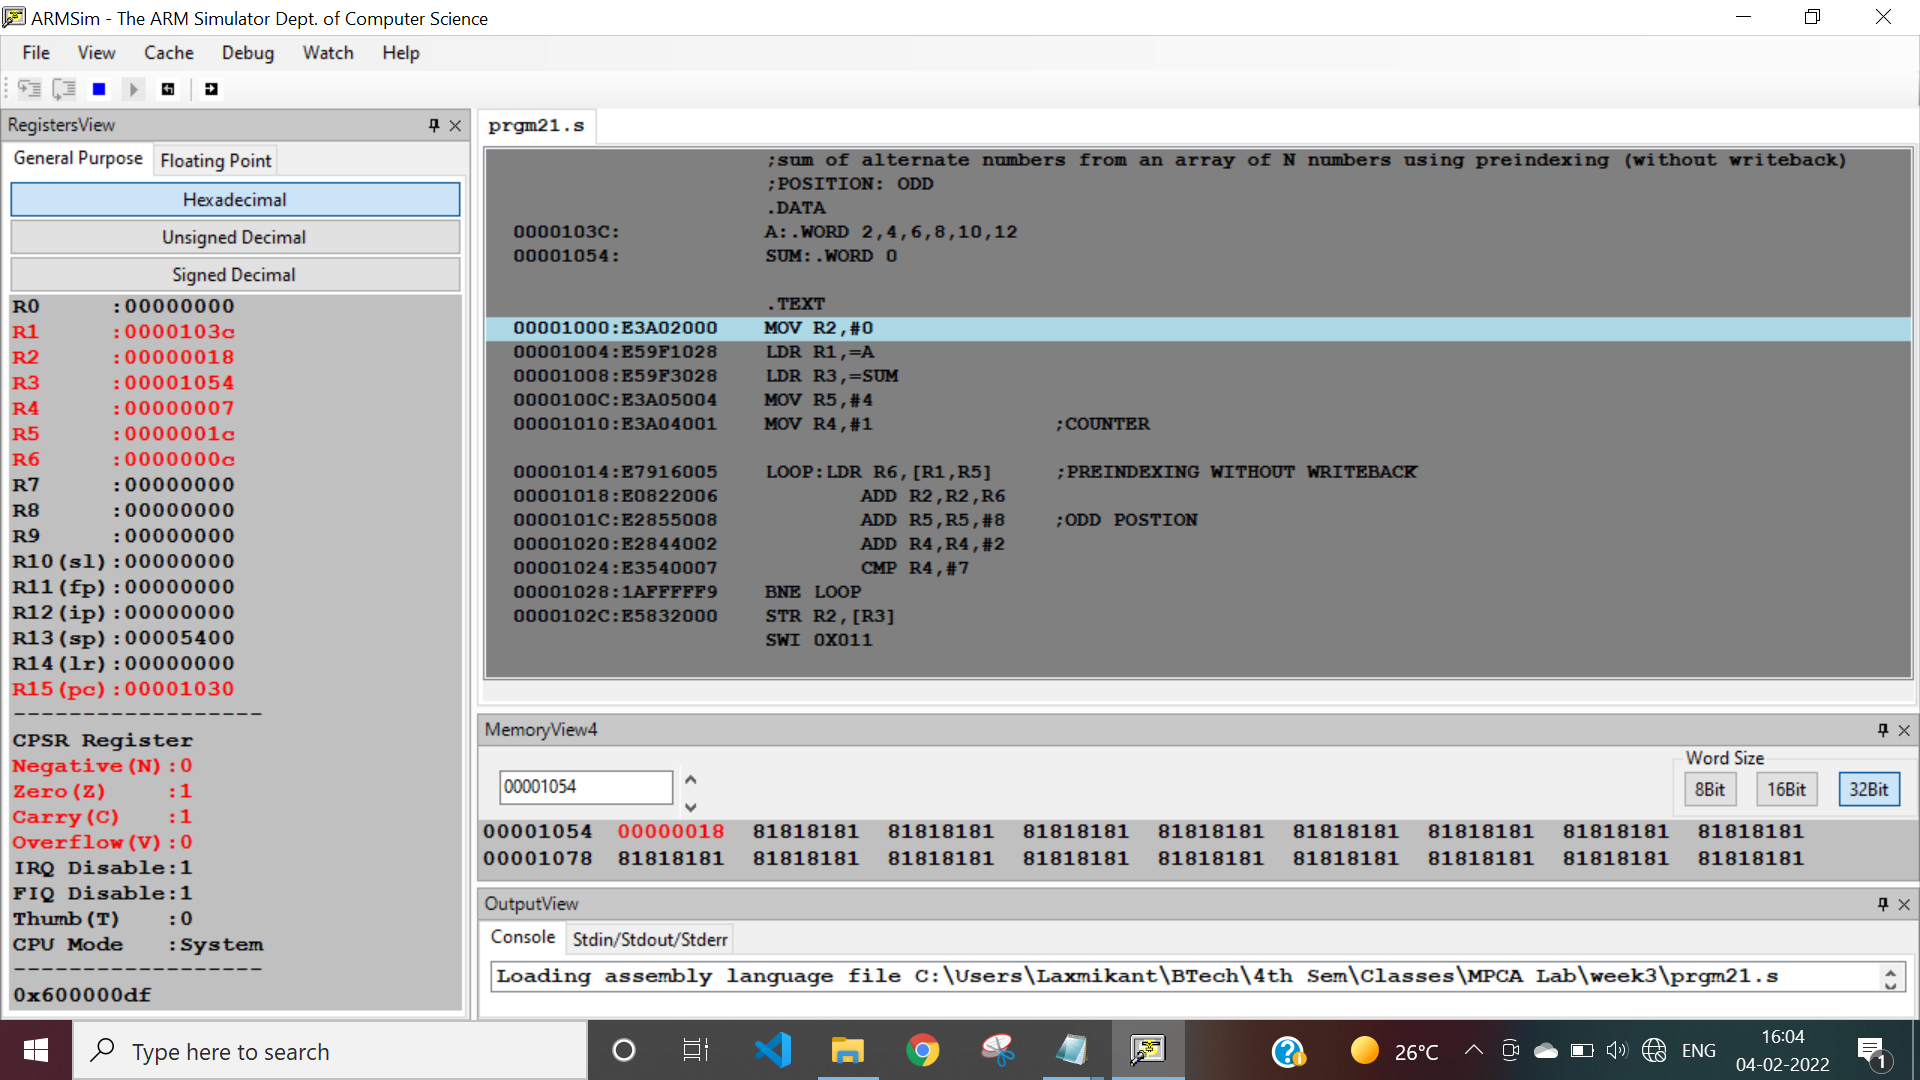 ARMSim - The ARM Simulator Dept. of Computer Science
File View Cache Debug Watch Help
RegistersView
General Purpose Floating Point
Hexadecimal
Unsigned Decimal
Signed Decimal
R0 :00000000
R1 :0000103c
R2 :00000018
R3 :00001054
R4 :00000007
R5 :0000001c
R6 :0000000c
R7 :00000000
R8 :00000000
R9 :00000000
R10(sl):00000000
R11(fp):00000000
R12(ip):00000000
R13(sp):00005400
R14(lr):00000000
R15(pc):00001030
------------------
CPSR Register
Negative(N):0
Zero(Z) :1
Carry(C) :1
Overflow(V):0
IRQ Disable:1
FIQ Disable:1
Thumb(T) :0
CPU Mode :System
------------------
0x600000df
prgm21.s
;sum of alternate numbers from an array of N numbers using preindexing (without writeback)
;POSITION: ODD
.DATA
0000103C: A:.WORD 2,4,6,8,10,12
00001054: SUM:.WORD 0
.TEXT
00001000:E3A02000 MOV R2,#0
00001004:E59F1028 LDR R1,=A
00001008:E59F3028 LDR R3,=SUM
0000100C:E3A05004 MOV R5,#4
00001010:E3A04001 MOV R4,#1 ;COUNTER
00001014:E7916005 LOOP:LDR R6,[R1,R5] ;PREINDEXING WITHOUT WRITEBACK
00001018:E0822006 ADD R2,R2,R6
0000101C:E2855008 ADD R5,R5,#8 ;ODD POSTION
00001020:E2844002 ADD R4,R4,#2
00001024:E3540007 CMP R4,#7
00001028:1AFFFFF9 BNE LOOP
0000102C:E5832000 STR R2,[R3]
SWI 0X011
MemoryView4
Word Size
00001054 8Bit 16Bit 32Bit
00001054 00000018 81818181 81818181 81818181 81818181 81818181 81818181 81818181 81818181
00001078 81818181 81818181 81818181 81818181 81818181 81818181 81818181 81818181 81818181
OutputView
Console Stdin/Stdout/Stderr
Loading assembly language file C:\Users\Laxmikant\BTech\4th Sem\Classes\MPCA Lab\week3\prgm21.s
Type here to search
26°C ENG
16:04
04-02-2022
1